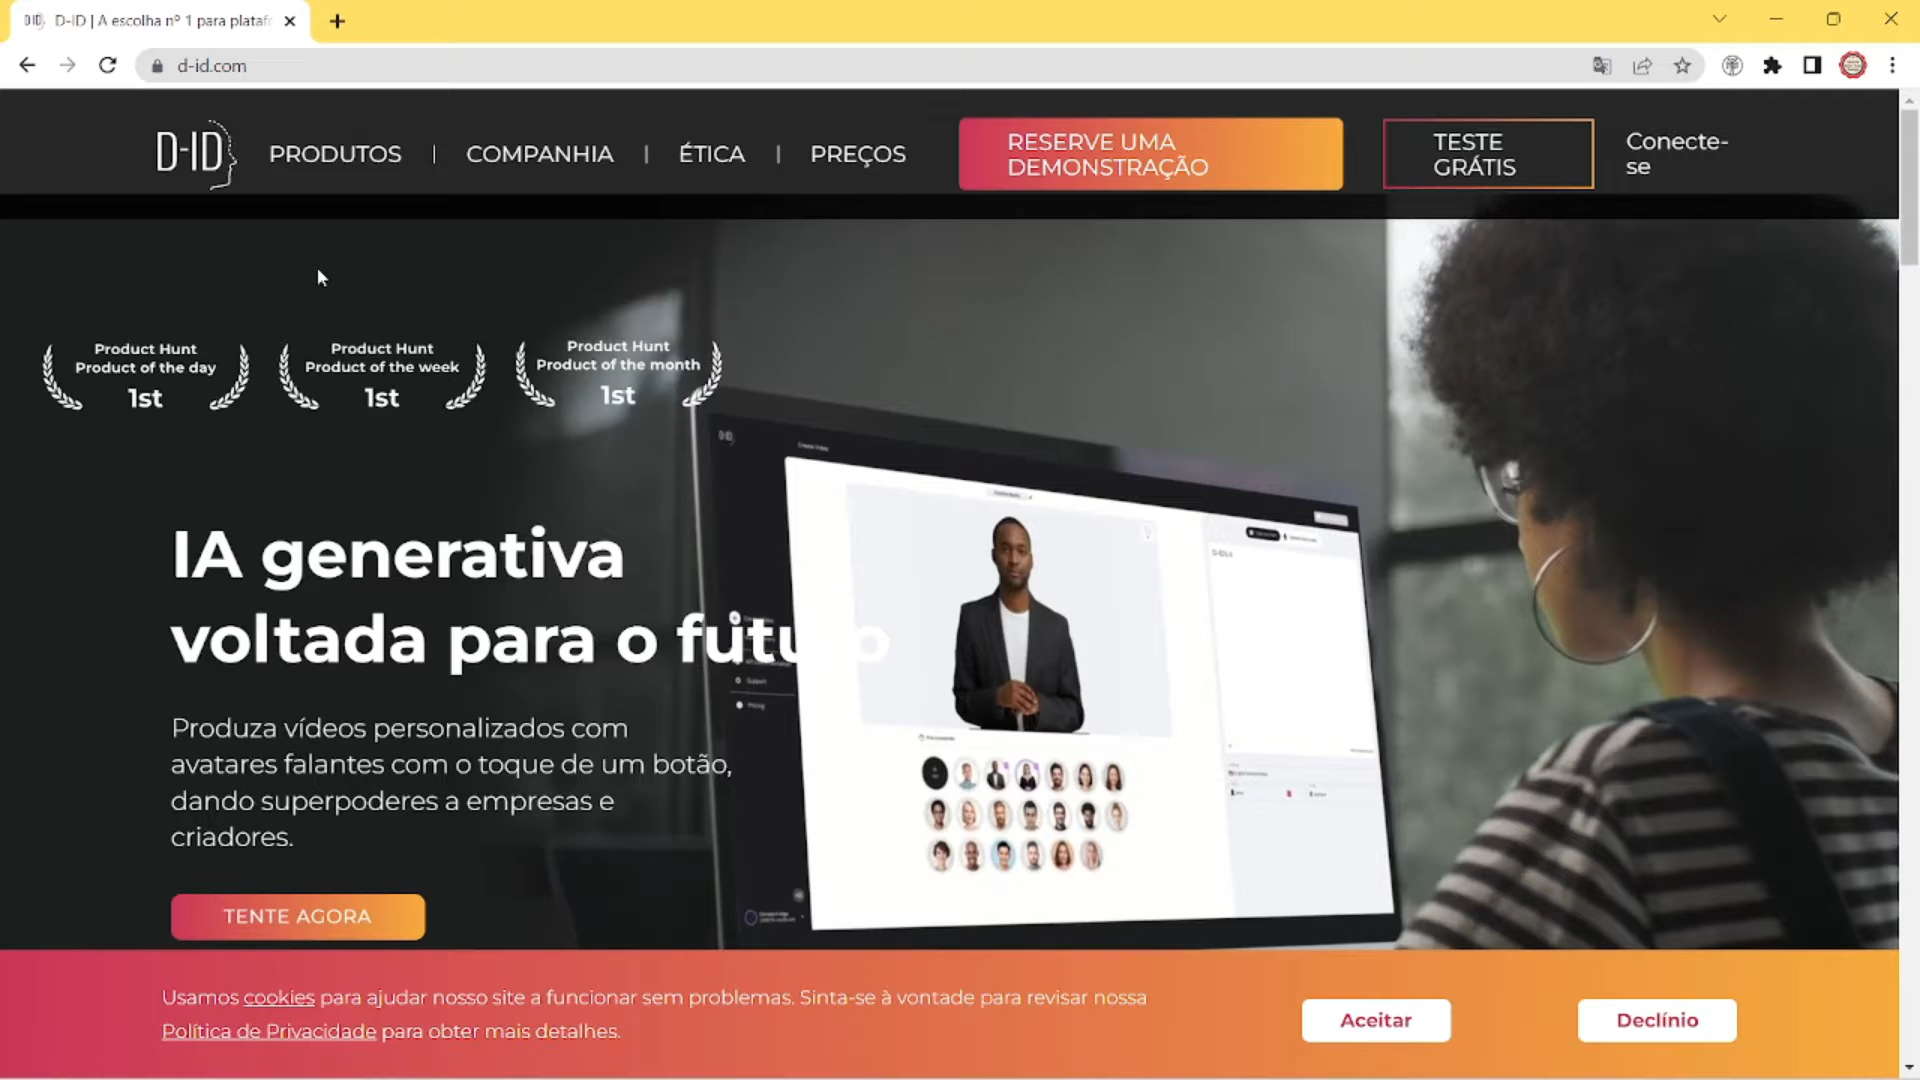 D-ID | A escolha nº 1 para plataf
d-id.com
D-ID
PRODUTOS | COMPANHIA | ÉTICA | PREÇOS
RESERVE UMA
DEMONSTRAÇÃO
TESTE
GRÁTIS
Conecte-
se
Product Hunt
Product of the day
1st
Product Hunt
Product of the week
1st
Product Hunt
Product of the month
1st
IA generativa
voltada para o futuro
Produza vídeos personalizados com
avatares falantes com o toque de um botão,
dando superpoderes a empresas e
criadores.
TENTE AGORA
Support
Pricing
Usamos cookies para ajudar nosso site a funcionar sem problemas. Sinta-se à vontade para revisar nossa
Política de Privacidade para obter mais detalhes.
Aceitar
Declínio